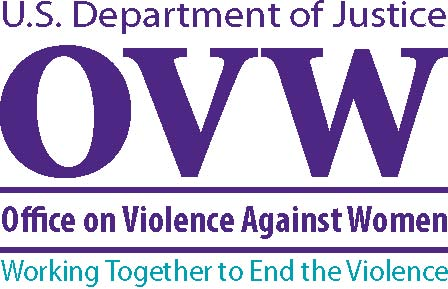 U.S. Department of Justice
OVW
Office on Violence Against Women
Working Together to End the Violence